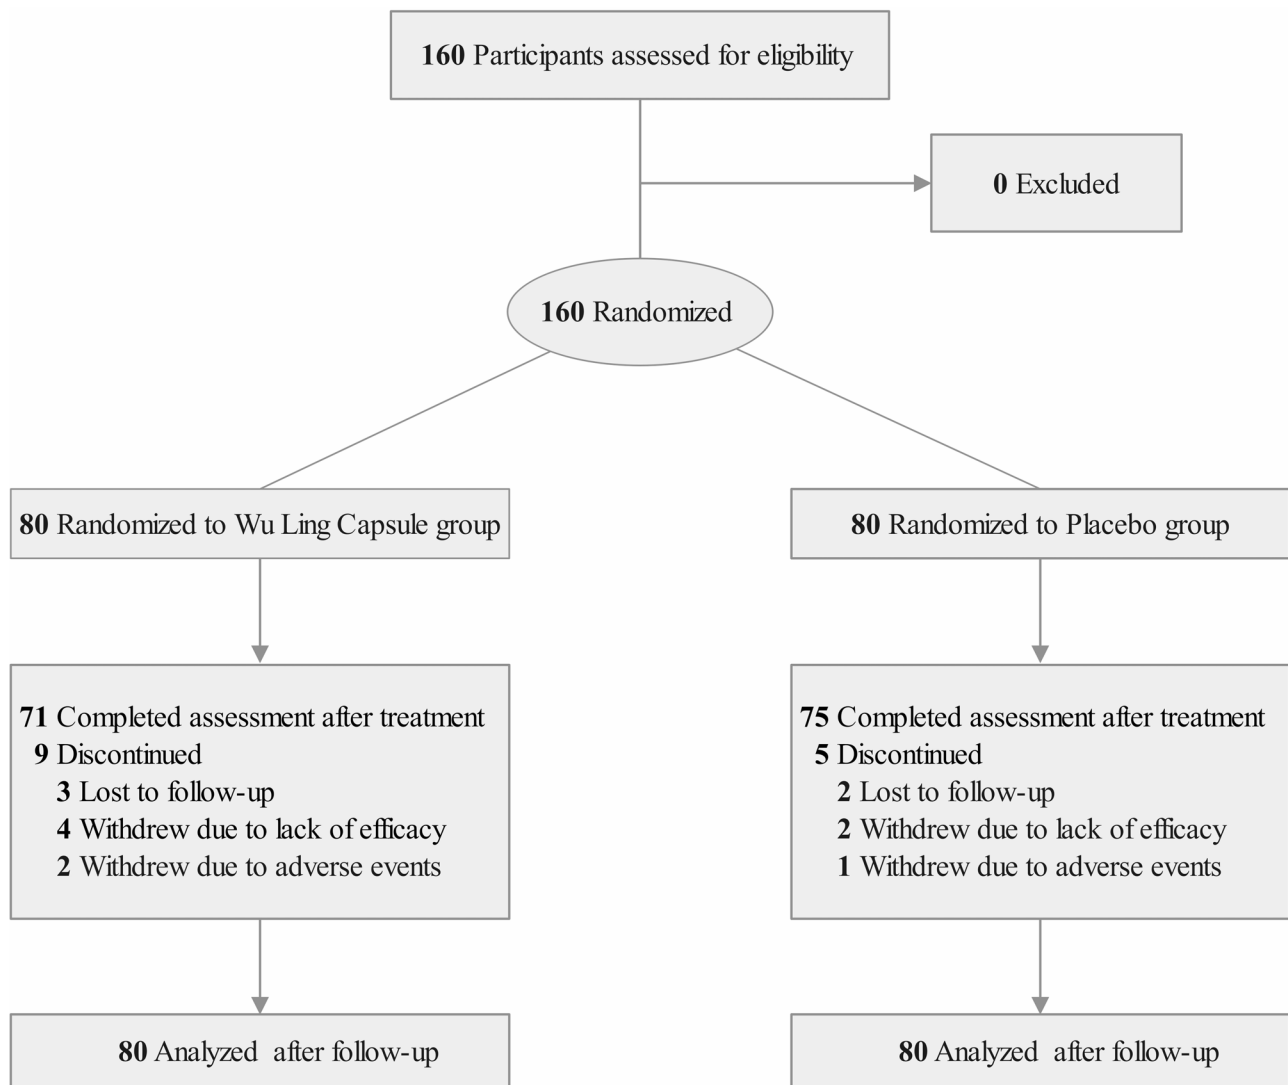 160 Participants assessed for eligibility
0 Excluded
160 Randomized
80 Randomized to Wu Ling Capsule group
80 Randomized to Placebo group
71 Completed assessment after treatment
9 Discontinued
3 Lost to follow-up
4 Withdrew due to lack of efficacy
2 Withdrew due to adverse events
75 Completed assessment after treatment
5 Discontinued
2 Lost to follow-up
2 Withdrew due to lack of efficacy
1 Withdrew due to adverse events
80 Analyzed after follow-up
80 Analyzed after follow-up